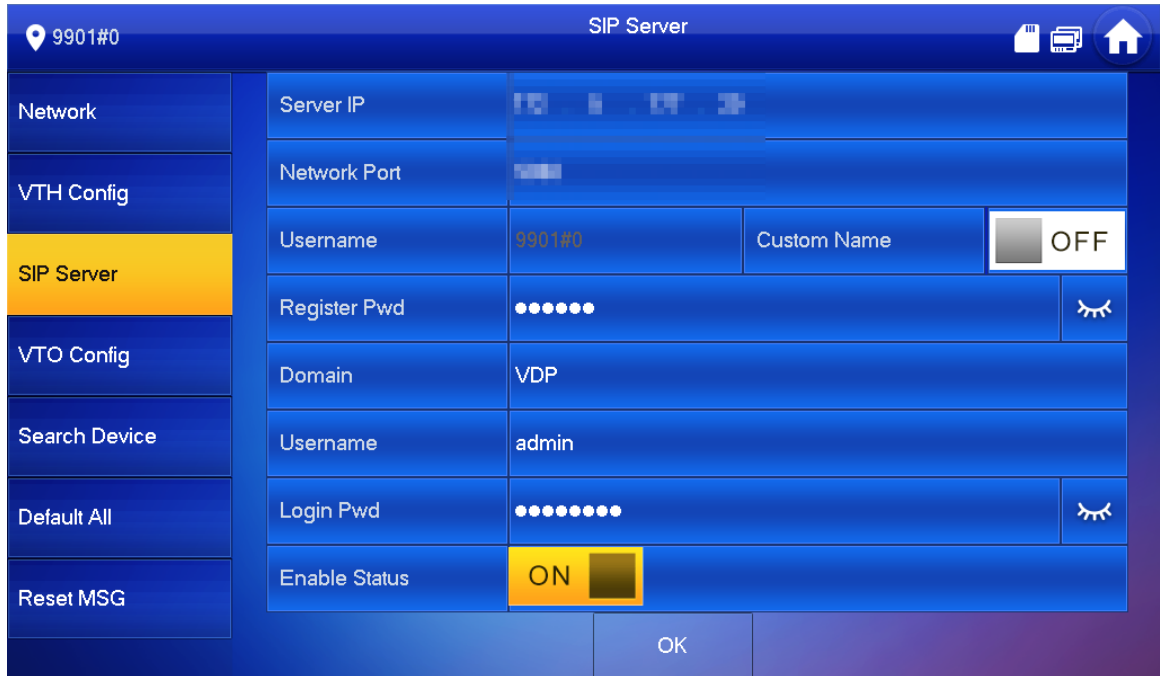 9901#0
SIP Server
Network
VTH Config
SIP Server
VTO Config
Search Device
Default All
Reset MSG
Server IP
Network Port
Username 9901#0 Custom Name OFF
Register Pwd ●●●●●●
Domain VDP
Username admin
Login Pwd ●●●●●●●●
Enable Status ON
OK